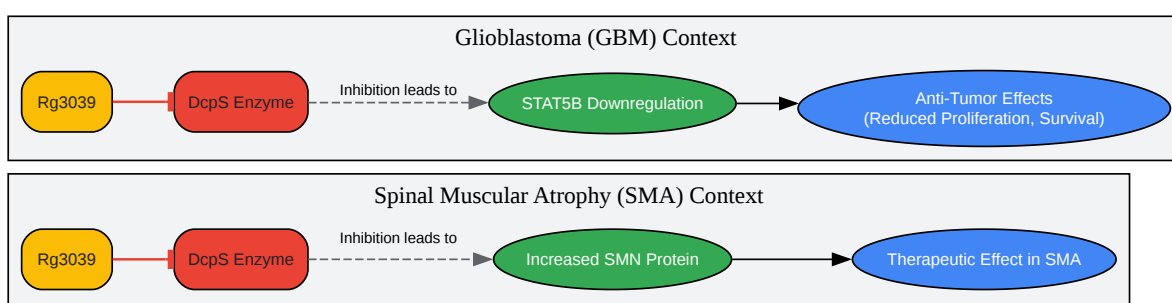 Glioblastoma (GBM) Context
Rg3039
DcpS Enzyme
Inhibition leads to
STAT5B Downregulation
Anti-Tumor Effects
(Reduced Proliferation, Survival)
Spinal Muscular Atrophy (SMA) Context
Rg3039
DcpS Enzyme
Inhibition leads to
Increased SMN Protein
Therapeutic Effect in SMA